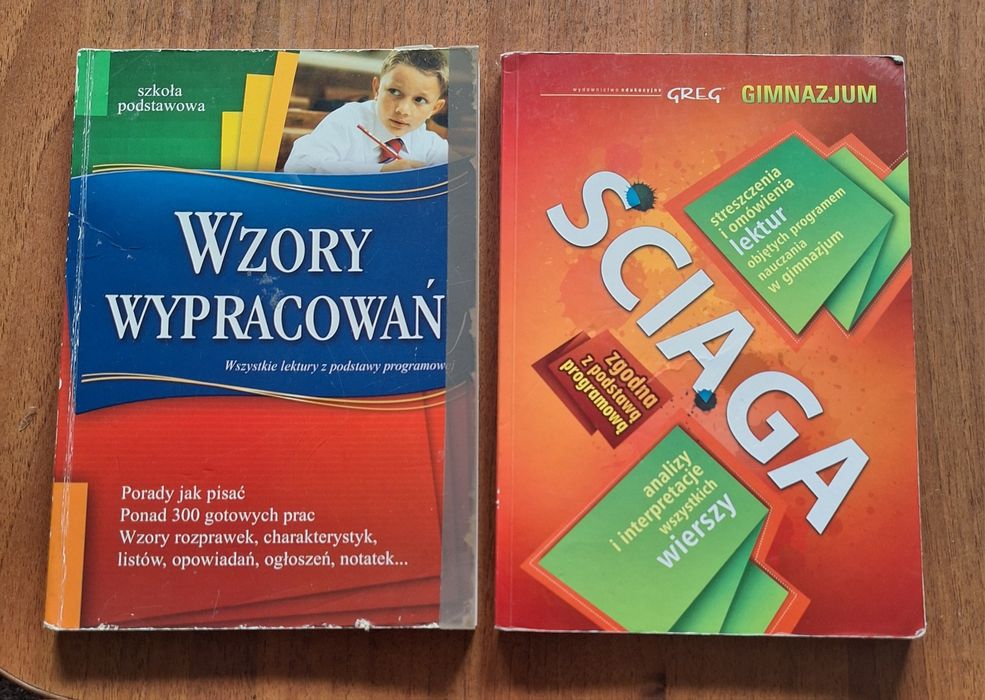 szkoła
podstawowa
WZORY
WYPRACOWAŃ
Wszystkie lektury z podstawy programowej
Porady jak pisać
Ponad 300 gotowych prac
Wzory rozprawek, charakterystyk,
listów, opowiadań, ogłoszeń, notatek...
wydawnictwo edukacyjne GREG GIMNAZJUM
streszczenia
i omówienia
lektur
objętych programem
nauczania
w gimnazjum
ŚCIĄGA
zgodna
z podstawą
programową
analizy
i interpretacje
wszystkich
wierszy